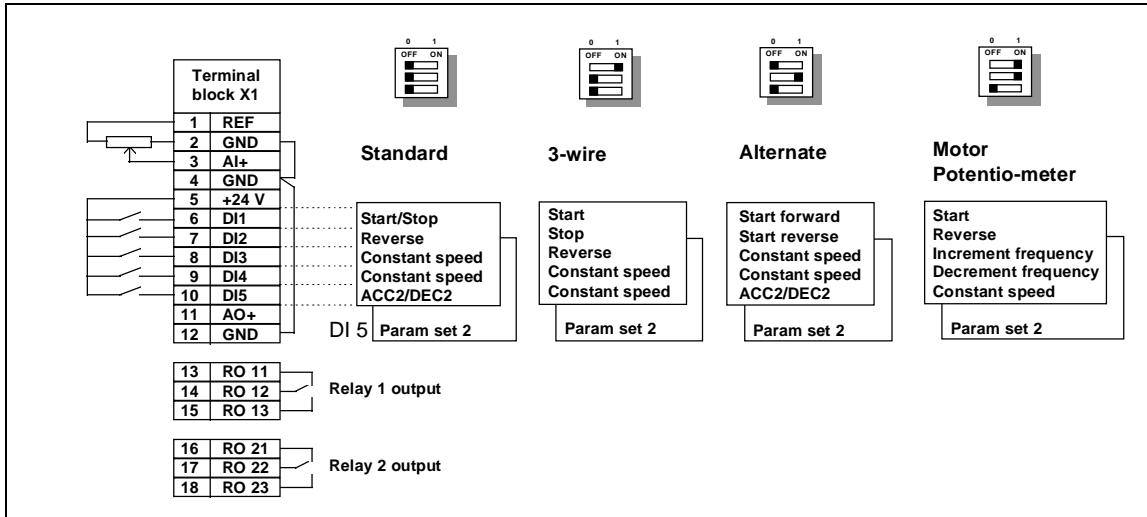 0 1
OFF ON
0 1
OFF ON
0 1
OFF ON
0 1
OFF ON
Terminal
block X1
1 REF
2 GND
3 AI+
4 GND
5 +24 V
6 DI1
7 DI2
8 DI3
9 DI4
10 DI5
11 AO+
12 GND
Standard
Start/Stop
Reverse
Constant speed
Constant speed
ACC2/DEC2
DI 5 Param set 2
3-wire
Start
Stop
Reverse
Constant speed
Constant speed
Param set 2
Alternate
Start forward
Start reverse
Constant speed
Constant speed
ACC2/DEC2
Param set 2
Motor
Potentio-meter
Start
Reverse
Increment frequency
Decrement frequency
Constant speed
Param set 2
13 RO 11
14 RO 12
15 RO 13
Relay 1 output
16 RO 21
17 RO 22
18 RO 23
Relay 2 output